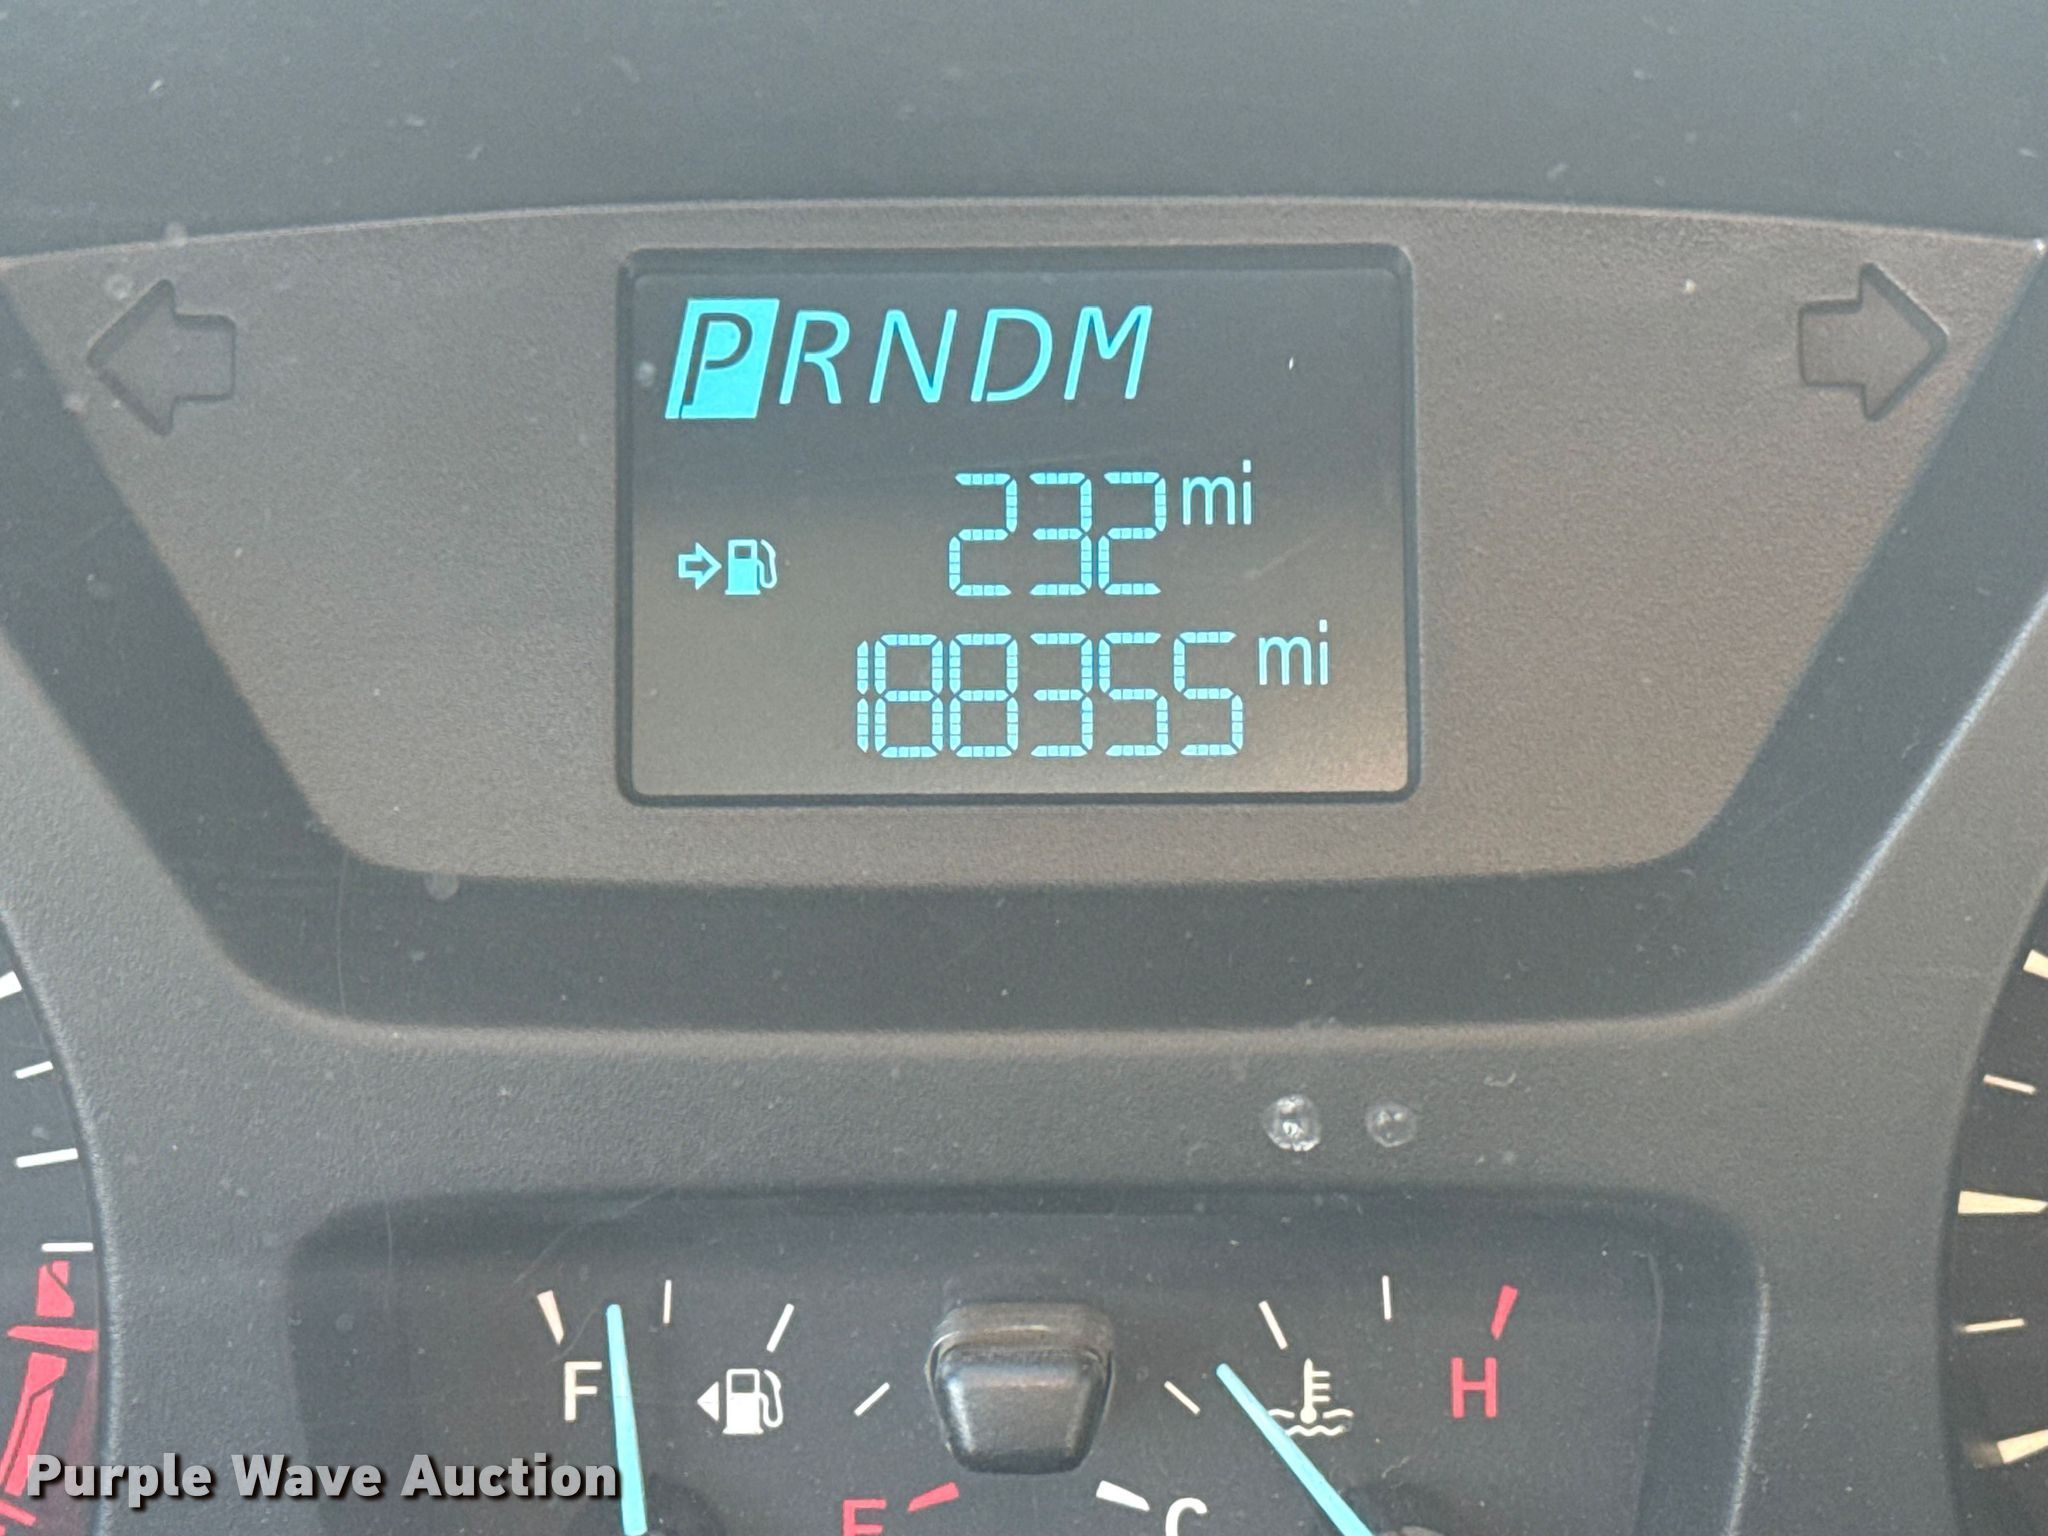 PRNDM
232 mi
188355 mi
F
H
E
C
Purple Wave Auction